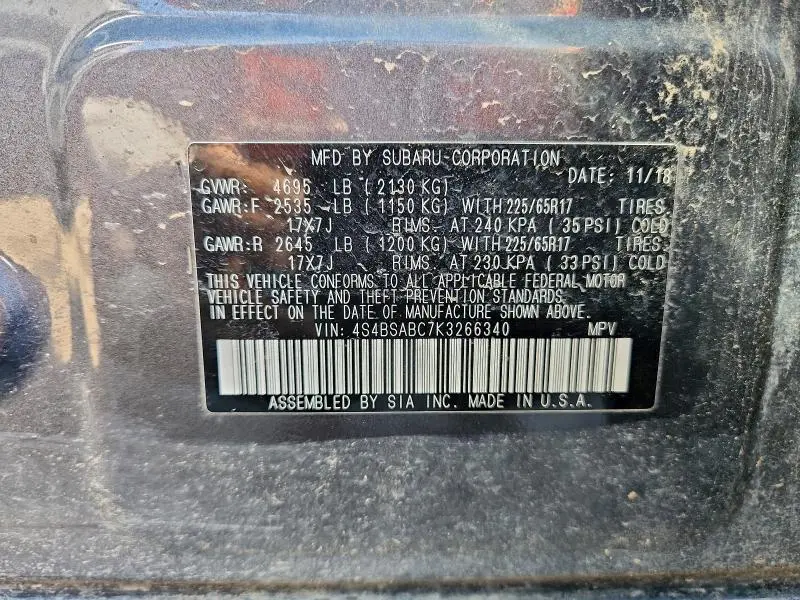 MFD BY SUBARU CORPORATION
DATE: 11/18
GVWR: 4695 LB (2130 KG)
GAWR:F 2535 LB (1150 KG) WITH 225/65R17 TIRES,
17X7J RIMS, AT 240 KPA (35 PSI) COLD
GAWR:R 2645 LB (1200 KG) WITH 225/65R17 TIRES,
17X7J RIMS, AT 230 KPA (33 PSI) COLD
THIS VEHICLE CONFORMS TO ALL APPLICABLE FEDERAL MOTOR
VEHICLE SAFETY AND THEFT PREVENTION STANDARDS,
IN EFFECT ON THE DATE OF MANUFACTURE SHOWN ABOVE.
VIN: 4S4BSABC7K3266340 MPV
ASSEMBLED BY SIA INC. MADE IN U.S.A.